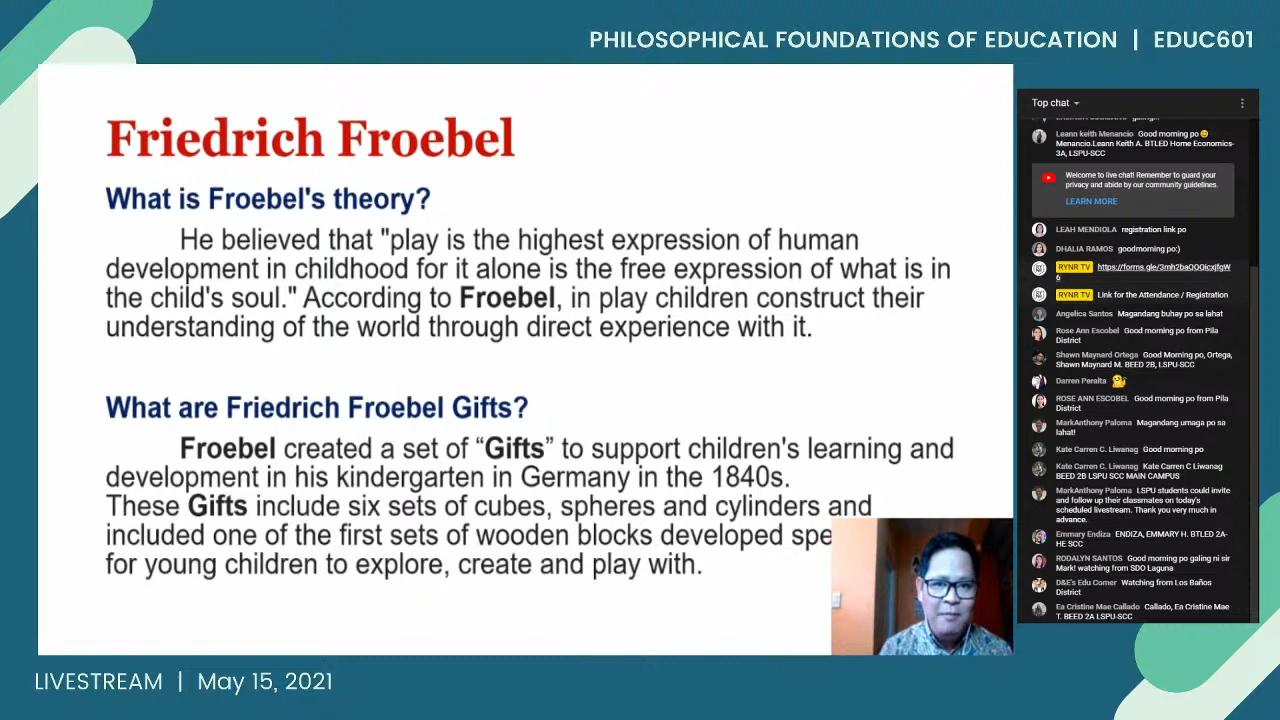 PHILOSOPHICAL FOUNDATIONS OF EDUCATION | EDUC601
Friedrich Froebel
What is Froebel's theory?
He believed that "play is the highest expression of human
development in childhood for it alone is the free expression of what is in
the child's soul." According to Froebel, in play children construct their
understanding of the world through direct experience with it.
What are Friedrich Froebel Gifts?
Froebel created a set of “Gifts” to support children's learning and
development in his kindergarten in Germany in the 1840s.
These Gifts include six sets of cubes, spheres and cylinders and
included one of the first sets of wooden blocks developed spe
for young children to explore, create and play with.
LIVESTREAM | May 15, 2021
Top chat
Leann keith Menancio Good morning po
Menancio.Leann Keith A. BTLED Home Economics-
3A, LSPU-SCC
Welcome to live chat! Remember to guard your
privacy and abide by our community guidelines.
LEARN MORE
LEAH MENDIOLA registration link po
DHALIA RAMOS goodmorning po:)
RYNR TV
RYNR TV Link for the Attendance / Registration
Angelica Santos Magandang buhay po sa lahat
Rose Ann Escobel Good morning po from Pila
District
Shawn Maynard Ortega Good Morning po, Ortega,
Shawn Maynard M. BEED 2B, LSPU-SCC
Darren Peralta
ROSE ANN ESCOBEL Good morning po from Pila
District
MarkAnthony Paloma Magandang umaga po sa
lahat!
Kate Carren C. Liwanag Good morning po
Kate Carren C. Liwanag Kate Carren C Liwanag
BEED 2B LSPU SCC MAIN CAMPUS
MarkAnthony Paloma LSPU students could invite
and follow up their classmates on today's
scheduled livestream. Thank you very much in
advance.
Emmary Endiza ENDIZA, EMMARY H. BTLED 2A-
HE SCC
RODALYN SANTOS Good morning po galing ni sir
Mark! watching from SDO Laguna
D&E's Edu Corner Watching from Los Baños
District
Ea Cristine Mae Callado Callado, Ea Cristine Mae
T. BEED 2A LSPU-SCC